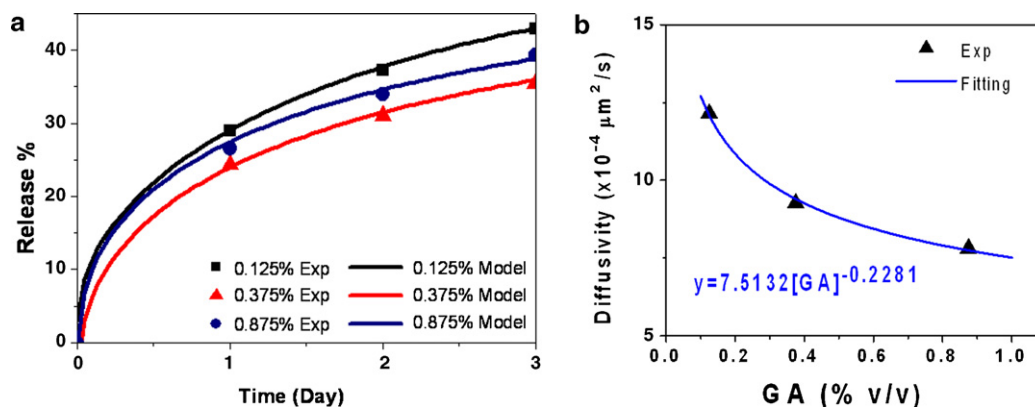 a
Release %
40
30
20
10
0
0
1
2
3
Time (Day)
0.125% Exp
0.125% Model
0.375% Exp
0.375% Model
0.875% Exp
0.875% Model
b
Diffusivity (x10⁻⁴ μm²/s)
15
10
5
0.0
0.2
0.4
0.6
0.8
1.0
GA (% v/v)
Exp
Fitting
y=7.5132[GA]⁻⁰·²²⁸¹